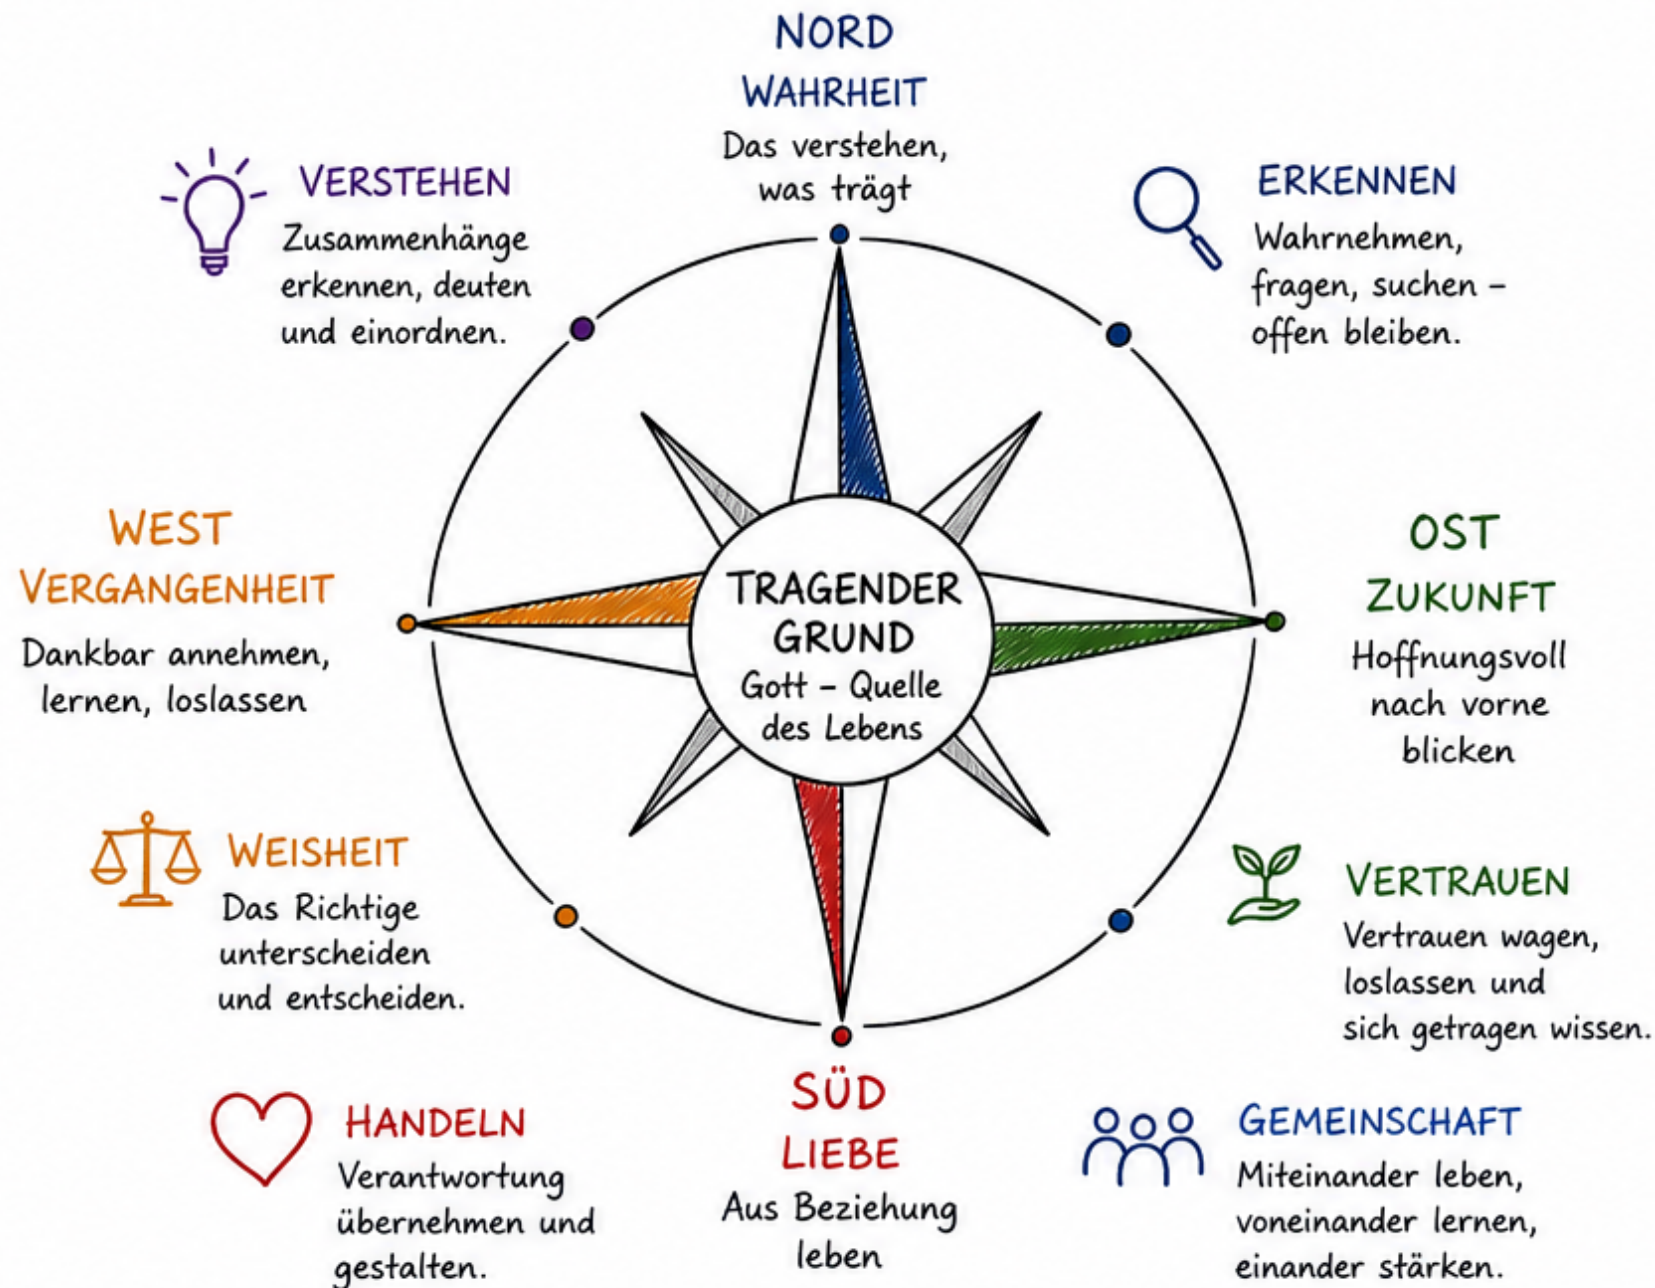 NORD
WAHRHEIT
Das verstehen,
was trägt
VERSTEHEN
Zusammenhänge
erkennen, deuten
und einordnen.
ERKENNEN
Wahrnehmen,
fragen, suchen –
offen bleiben.
WEST
VERGANGENHEIT
Dankbar annehmen,
lernen, loslassen
TRAGENDER
GRUND
Gott – Quelle
des Lebens
OST
ZUKUNFT
Hoffnungsvoll
nach vorne
blicken
WEISHEIT
Das Richtige
unterscheiden
und entscheiden.
VERTRAUEN
Vertrauen wagen,
loslassen und
sich getragen wissen.
HANDELN
Verantwortung
übernehmen und
gestalten.
SÜD
LIEBE
Aus Beziehung
leben
GEMEINSCHAFT
Miteinander leben,
voneinander lernen,
einander stärken.